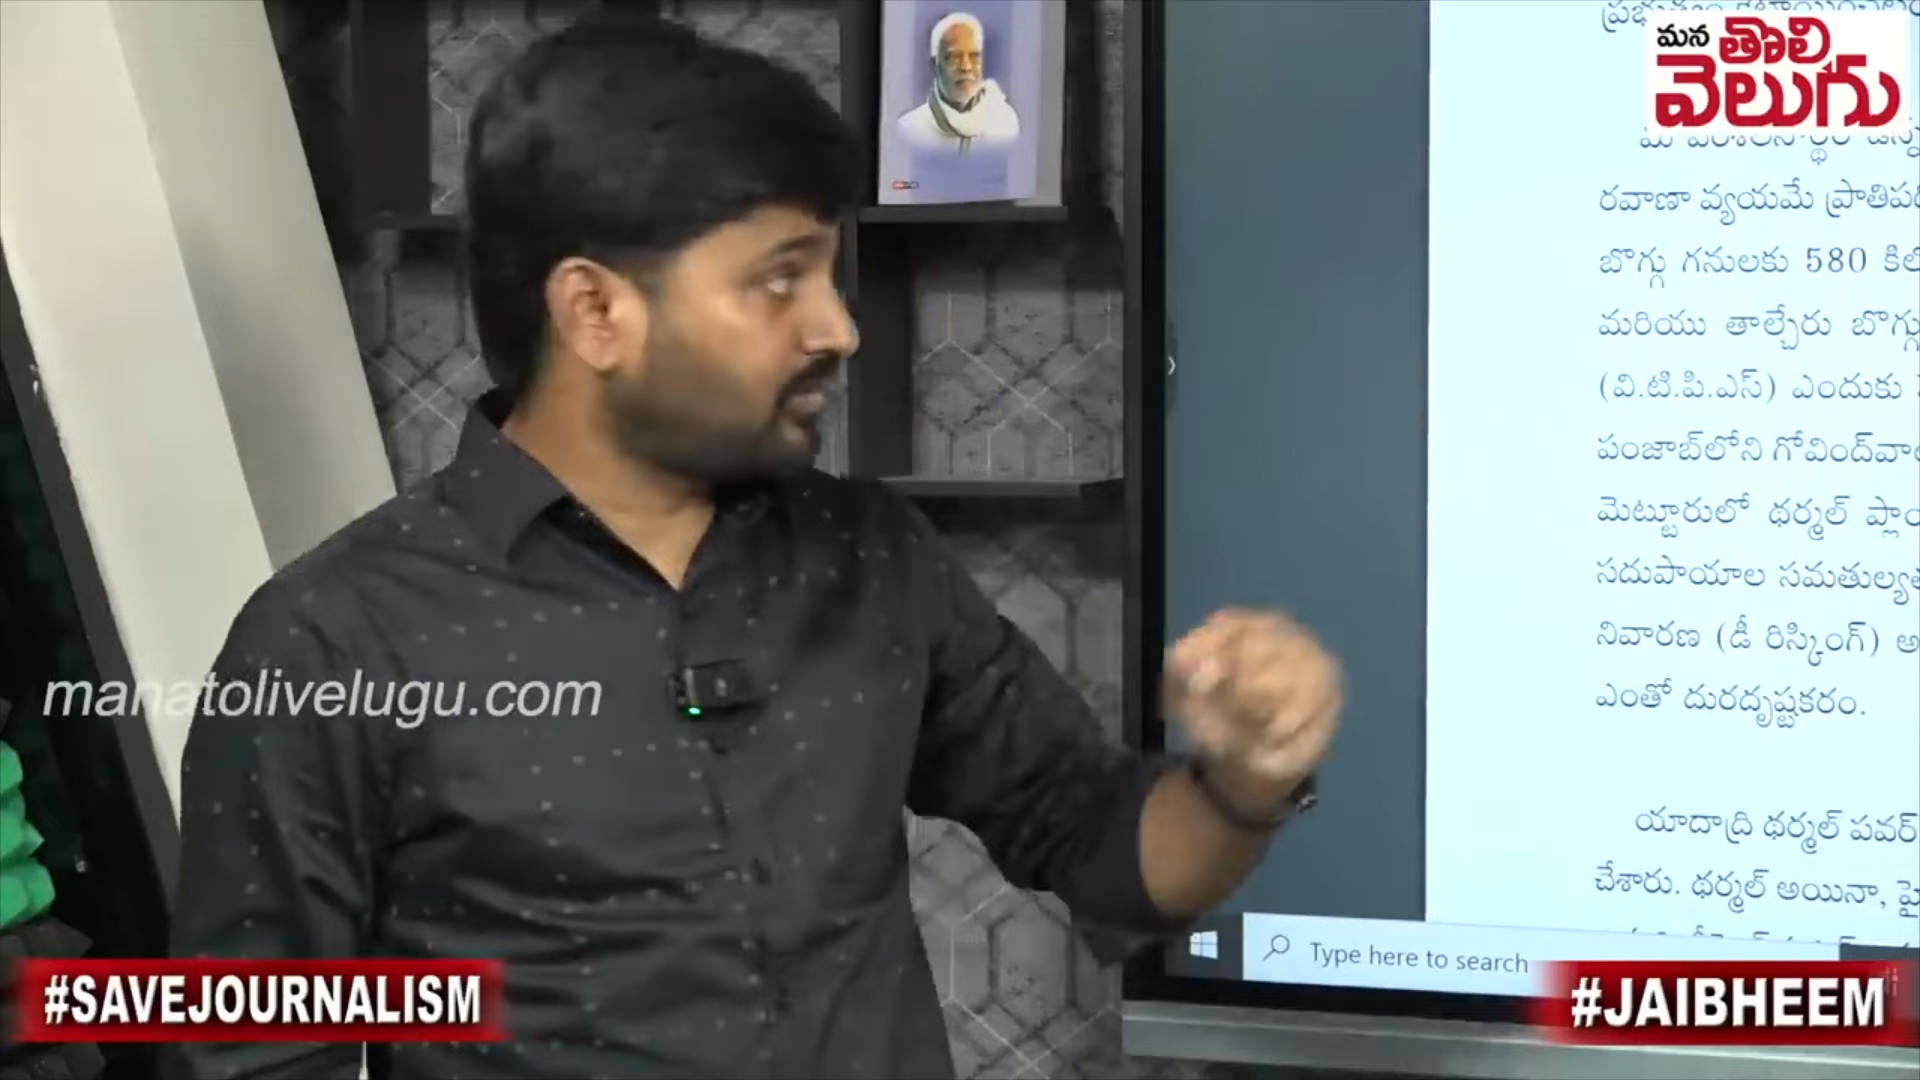 మన తొలి
వెలుగు
రవాణా వ్యయమే
బొగ్గు గనులకు 580
మరియు తాల్చేరు
(వి.టి.పి.ఎస్) ఎందుకు
పంజాబ్‌లోని
మెట్టూరులో థర్మల్
సదుపాయాల
నివారణ (డీ రిస్కింగ్)
ఎంతో దురదృష్టకరం.
యాదాద్రి థర్మల్ పవర్
చేశారు. థర్మల్ అయినా,
manatolivelugu.com
Type here to search
#SAVEJOURNALISM
#JAIBHEEM